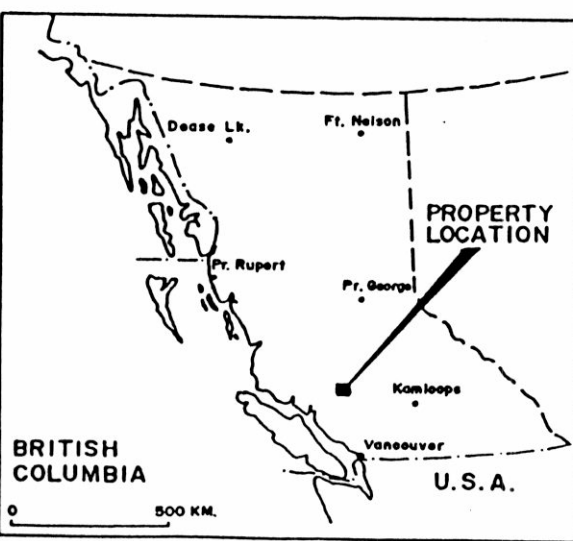 Dease Lk.
Ft. Nelson
PROPERTY
LOCATION
Pr. Rupert
Pr. George
Kamloops
Vancouver
BRITISH
COLUMBIA
U.S.A.
0 500 KM.